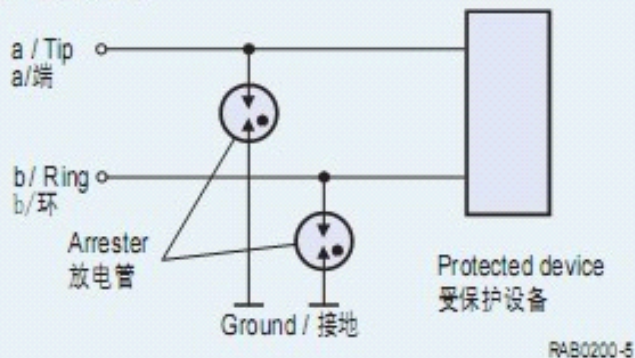 a / Tip
a/端
b / Ring
b/环
Arrester
放电管
Protected device
受保护设备
Ground / 接地
RAB0200-5